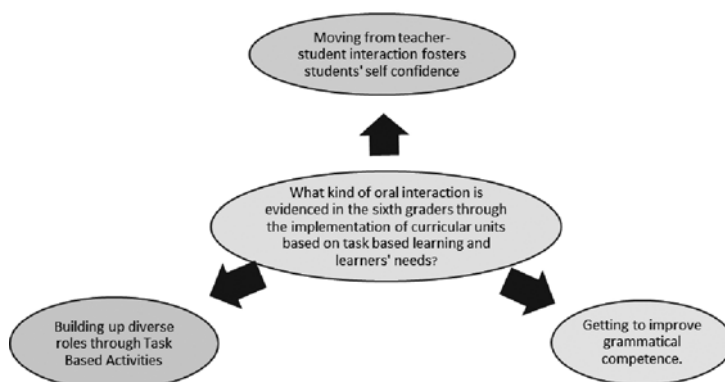 Moving from teacher-
student interaction fosters
students' self confidence
What kind of oral interaction is
evidenced in the sixth graders through
the implementation of curricular units
based on task based learning and
learners' needs?
Building up diverse
roles through Task
Based Activities
Getting to improve
grammatical
competence.